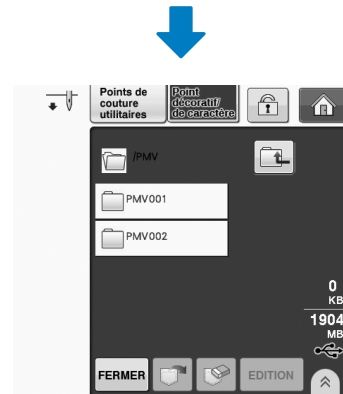 Points de
couture
utilitaires
Point
décoratif/
de caractère
/PMV
PMV001
PMV002
0
KB
1904
MB
FERMER
EDITION